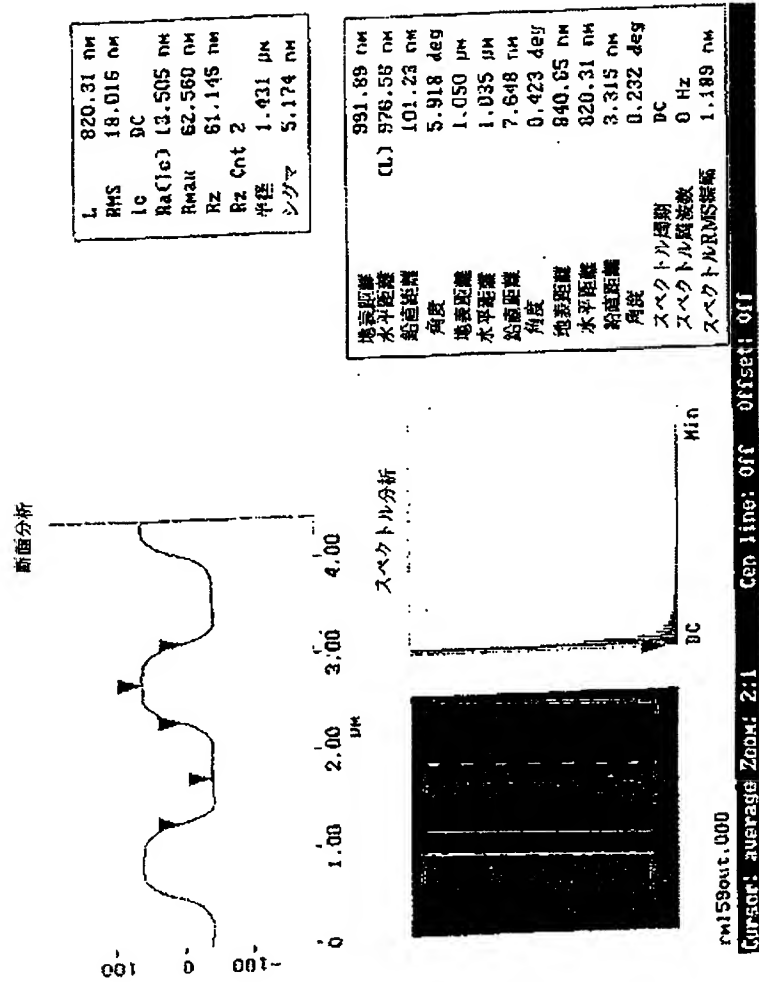 断面分析
100
0
-100
0
1.00
2.00
3.00
4.00
µM
L 820.31 nM
RMS 18.016 nM
lc DC
Ra(lc) 13.505 nM
Rmax 62.560 nM
Rz 61.145 nM
Rz Cnt 2
半径 1.431 µM
シグマ 5.174 nM
スペクトル分析
DC
Min
地表距離 991.89 nM
水平距離 (L) 976.56 nM
鉛直距離 101.23 nM
角度 5.918 deg
地表距離 1.050 µM
水平距離 1.035 µM
鉛直距離 7.648 nM
角度 0.423 deg
地表距離 nM
水平距離 820.31 nM
鉛直距離 3.315 nM
角度 0.232 deg
スペクトル周期 DC
スペクトル周波数 0 Hz
スペクトルRMS振幅 1.189 nM
rm159out.000
Cursor: average Zoom: 2:1 Cen line: Off Offset: Off